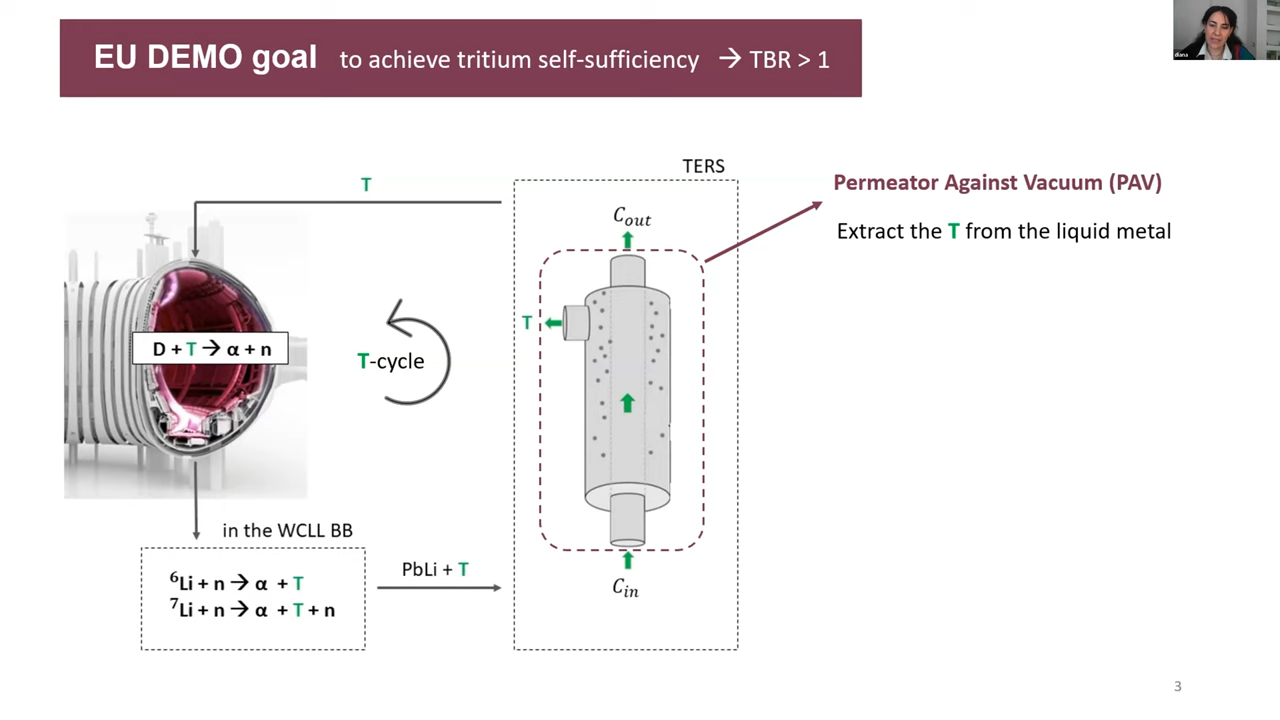 EU DEMO goal to achieve tritium self-sufficiency → TBR > 1
diana
TERS
T
Permeator Against Vacuum (PAV)
Extract the T from the liquid metal
C_out
T
D + T → α + n
T-cycle
in the WCLL BB
⁶Li + n → α + T
⁷Li + n → α + T + n
PbLi + T
C_in
3